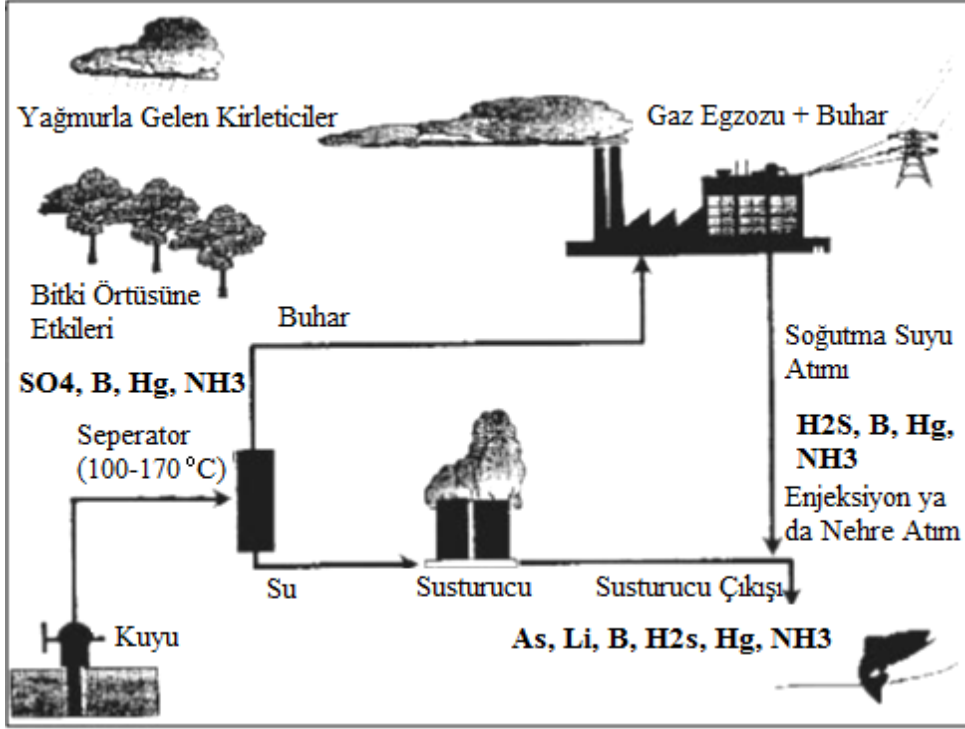 Yağmurla Gelen Kirleticiler
Gaz Egzozu + Buhar
Bitki Örtüsüne
Etkileri
Buhar
SO4, B, Hg, NH3
Soğutma Suyu
Atımı
Seperator
(100-170 °C)
H2S, B, Hg,
NH3
Enjeksiyon ya
da Nehre Atım
Su
Susturucu
Susturucu Çıkışı
Kuyu
As, Li, B, H2s, Hg, NH3